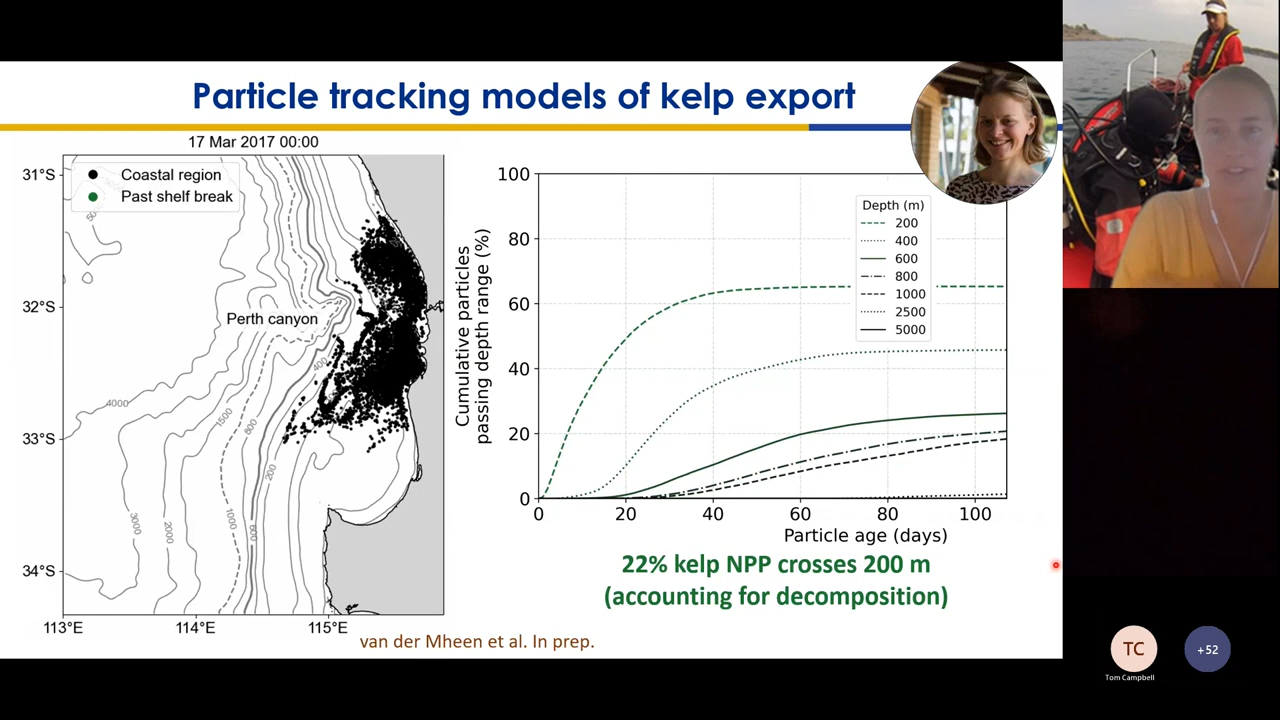 Particle tracking models of kelp export
17 Mar 2017 00:00
Coastal region
Past shelf break
31°S
32°S
33°S
34°S
113°E
114°E
115°E
Perth canyon
400
4000
1500
800
200
3000
2000
1000
600
Cumulative particles
passing depth range (%)
100
80
60
40
20
0
Depth (m)
200
400
600
800
1000
2500
5000
0
20
40
60
80
100
Particle age (days)
22% kelp NPP crosses 200 m
(accounting for decomposition)
van der Mheen et al. In prep.
TC
Tom Campbell
+52